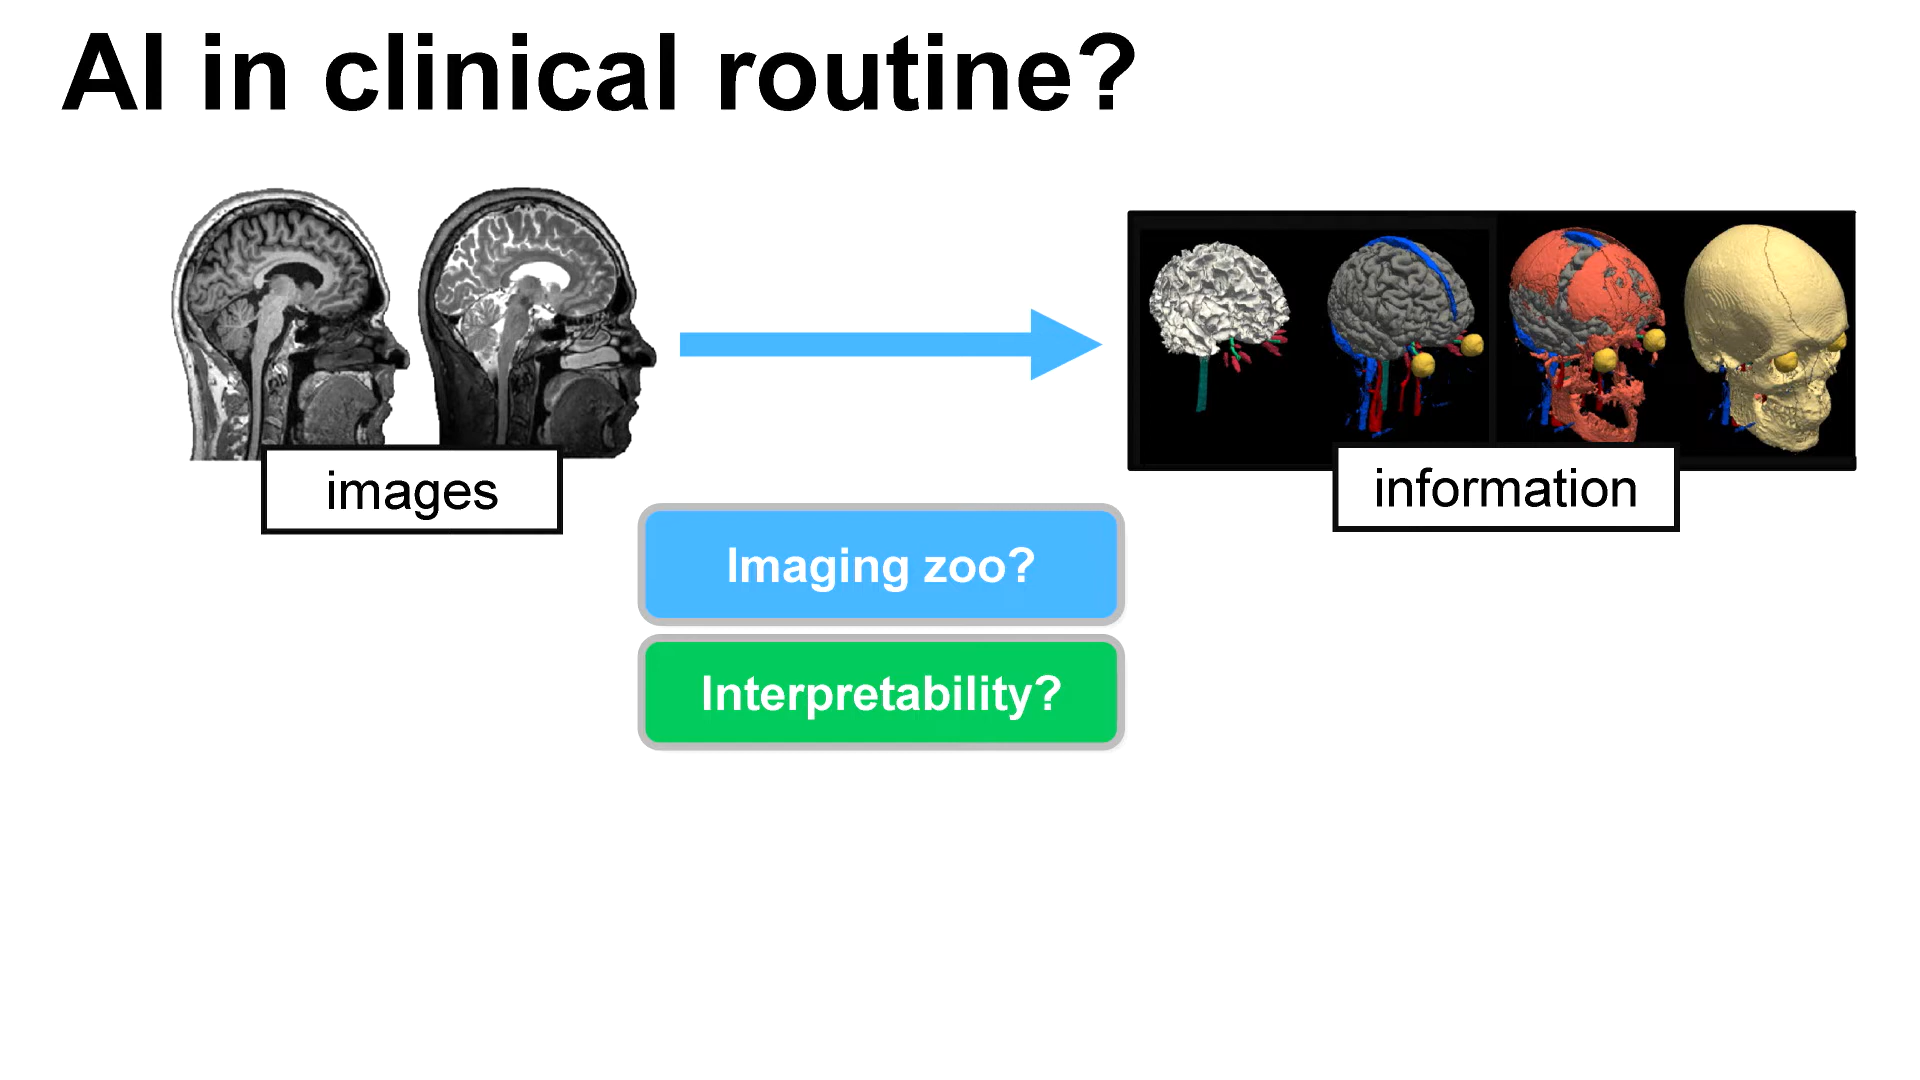 AI in clinical routine?
images
information
Imaging zoo?
Interpretability?